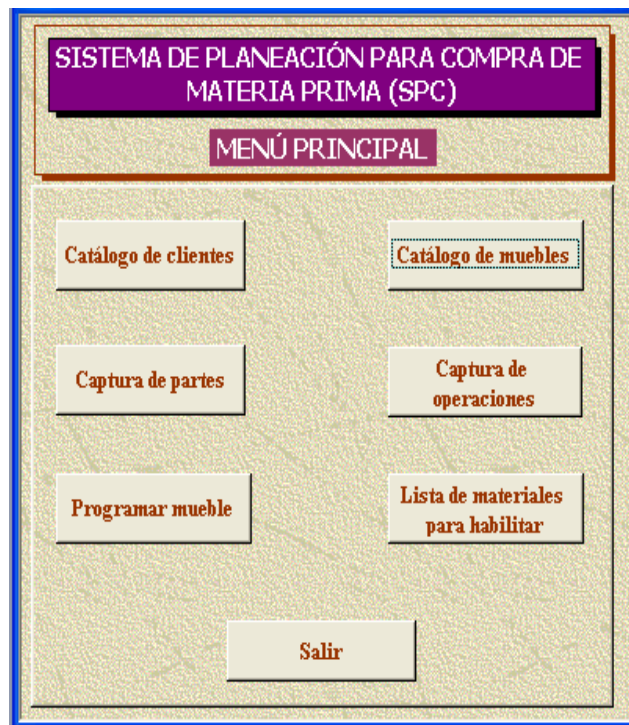 SISTEMA DE PLANEACIÓN PARA COMPRA DE
MATERIA PRIMA (SPC)
MENÚ PRINCIPAL
Catálogo de clientes
Catálogo de muebles
Captura de partes
Captura de
operaciones
Programar mueble
Lista de materiales
para habilitar
Salir